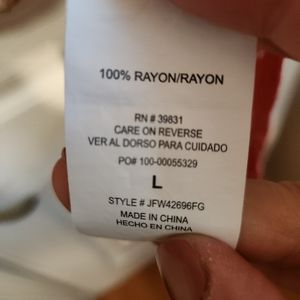 100% RAYON/RAYON
RN # 39831
CARE ON REVERSE
VER AL DORSO PARA CUIDADO
PO# 100-00055329
L
STYLE # JFW42696FG
MADE IN CHINA
HECHO EN CHINA